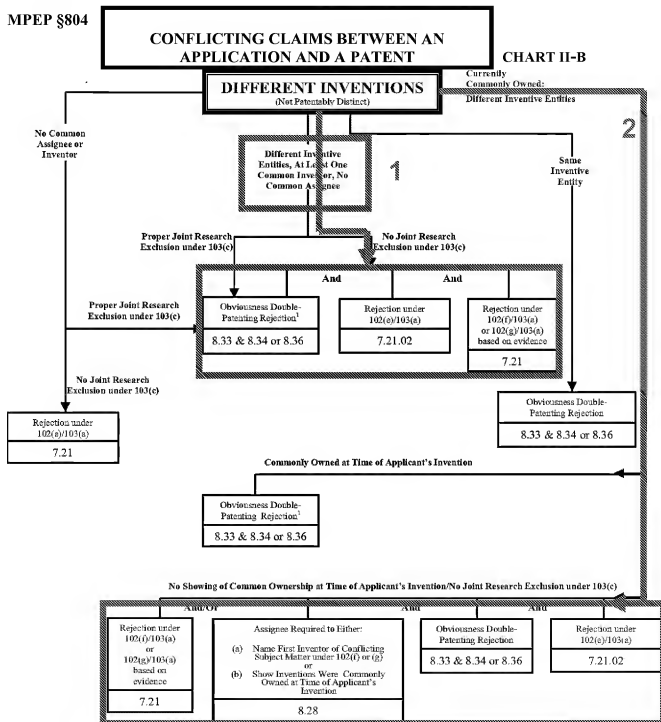 MPEP §804
CONFLICTING CLAIMS BETWEEN AN
APPLICATION AND A PATENT
CHART II-B
DIFFERENT INVENTIONS
(Not Patentably Distinct)
Currently
Commonly Owned:
Different Inventive Entities
No Common
Assignee or
Inventor
Different Inventive
Entities, At Least One
Common Inventor, No
Common Assignee
1
2
Same
Inventive
Entity
Proper Joint Research
Exclusion under 103(c)
No Joint Research
Exclusion under 103(c)
And
And
Proper Joint Research
Exclusion under 103(c)
Obviousness Double-
Patenting Rejection1
8.33 & 8.34 or 8.36
Rejection under
102(e)/103(a)
7.21.02
Rejection under
102(f)/103(a)
or 102(g)/103(a)
based on evidence
7.21
No Joint Research
Exclusion under 103(c)
Rejection under
102(e)/103(a)
7.21
Obviousness Double-
Patenting Rejection
8.33 & 8.34 or 8.36
Commonly Owned at Time of Applicant's Invention
Obviousness Double-
Patenting Rejection1
8.33 & 8.34 or 8.36
No Showing of Common Ownership at Time of Applicant's Invention/No Joint Research Exclusion under 103(c)
And/Or
And
And
Rejection under
102(f)/103(a)
or
102(g)/103(a)
based on
evidence
7.21
Assignee Required to Either:
(a) Name First Inventor of Conflicting
Subject Matter under 102(f) or (g)
or
(b) Show Inventions Were Commonly
Owned at Time of Applicant's
Invention
8.28
Obviousness Double-
Patenting Rejection
8.33 & 8.34 or 8.36
Rejection under
102(e)/103(a)
7.21.02